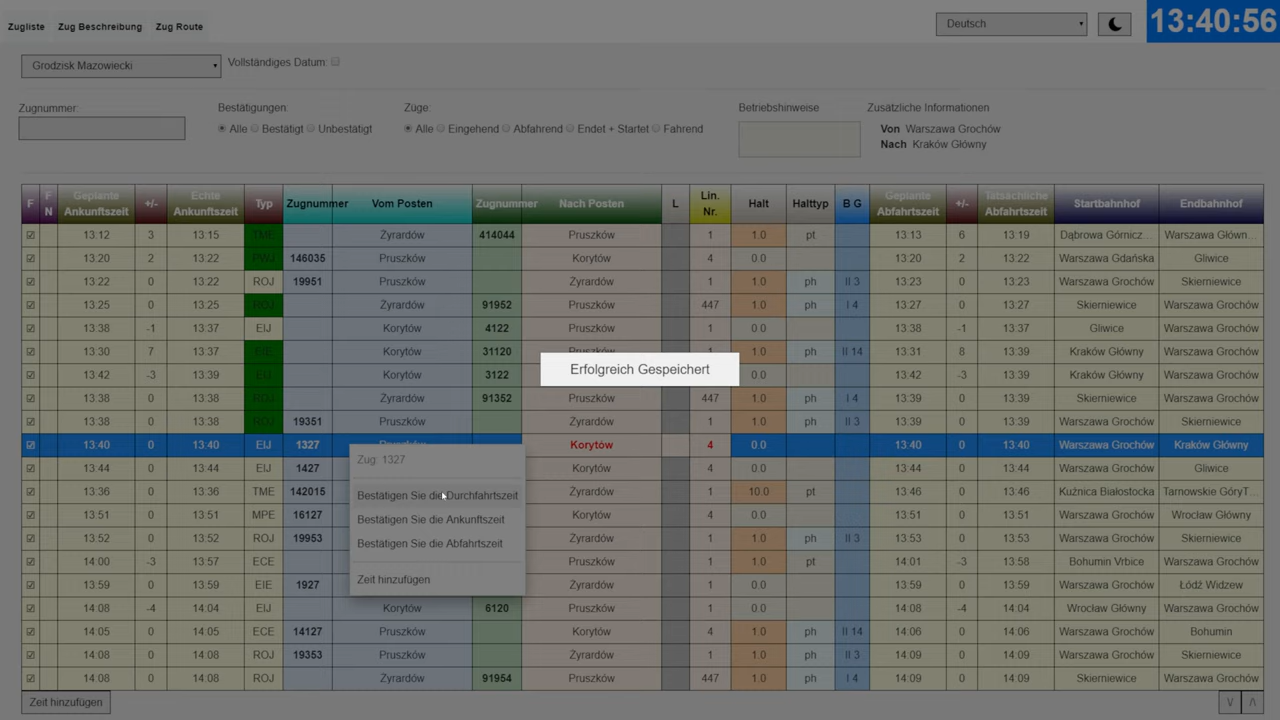 Zugliste Zug Beschreibung Zug Route Deutsch 13:40:56
Grodzisk Mazowiecki Vollständiges Datum:
Zugnummer: Bestätigungen: Züge: Betriebshinweise Zusätzliche Informationen
Alle Bestätigt Unbestätigt Alle Eingehend Abfahrend Endet + Startet Fahrend Von Warszawa Grochów
Nach Kraków Główny
F F N Geplante Ankunftszeit +/- Echte Ankunftszeit Typ Zugnummer Vom Posten Zugnummer Nach Posten L Lin. Nr. Halt Halttyp B G Geplante Abfahrtszeit +/- Tatsächliche Abfahrtszeit Startbahnhof Endbahnhof
13:12 3 13:15 TME Żyrardów 414044 Pruszków 1 1.0 pt 13:13 6 13:19 Dąbrowa Górnicz... Warszawa Główn...
13:20 2 13:22 PWJ 146035 Pruszków Korytów 4 0.0 13:20 2 13:22 Warszawa Gdańska Gliwice
13:22 0 13:22 ROJ 19951 Pruszków Żyrardów 1 1.0 ph II 3 13:23 0 13:23 Warszawa Grochów Skierniewice
13:25 0 13:25 ROJ Żyrardów 91952 Pruszków 447 1.0 ph I 4 13:27 0 13:27 Skierniewice Warszawa Grochów
13:38 -1 13:37 EIJ Korytów 4122 Pruszków 1 0.0 13:38 -1 13:37 Gliwice Warszawa Grochów
13:30 7 13:37 Korytów 31120 Pruszków 1 1.0 ph II 14 13:31 8 13:39 Kraków Główny Warszawa Grochów
13:42 -3 13:39 EIJ Korytów 3122 0.0 13:42 -3 13:39 Kraków Główny Warszawa Grochów
Erfolgreich Gespeichert
13:38 0 13:38 ROJ Żyrardów 91352 Pruszków 447 1.0 ph I 4 13:39 0 13:39 Skierniewice Warszawa Grochów
13:38 0 13:38 ROJ 19351 Pruszków Żyrardów 1 1.0 ph II 3 13:39 0 13:39 Warszawa Grochów Skierniewice
13:40 0 13:40 EIJ 1327 Pruszków Korytów 4 0.0 13:40 0 13:40 Warszawa Grochów Kraków Główny
13:44 0 13:44 EIJ 1427 Korytów 4 0.0 13:44 0 13:44 Warszawa Grochów Gliwice
13:36 0 13:36 TME 142015 Żyrardów 1 10.0 pt 13:46 0 13:46 Kuźnica Białostocka Tarnowskie GóryT...
13:51 0 13:51 MPE 16127 Korytów 4 0.0 13:51 0 13:51 Warszawa Grochów Wrocław Główny
13:52 0 13:52 ROJ 19953 Żyrardów 1 1.0 ph II 3 13:53 0 13:53 Warszawa Grochów Skierniewice
14:00 -3 13:57 ECE Pruszków 1 1.0 pt 14:01 -3 13:58 Bohumin Vrbice Warszawa Grochów
13:59 0 13:59 EIE 1927 Żyrardów 1 0.0 13:59 0 13:59 Warszawa Grochów Łódź Widzew
14:08 -4 14:04 EIJ Korytów 6120 Pruszków 1 0.0 14:08 -4 14:04 Wrocław Główny Warszawa Grochów
14:05 0 14:05 ECE 14127 Pruszków Korytów 4 1.0 ph II 14 14:06 0 14:06 Warszawa Grochów Bohumin
14:08 0 14:08 ROJ 19353 Pruszków Żyrardów 1 1.0 ph II 3 14:09 0 14:09 Warszawa Grochów Skierniewice
14:08 0 14:08 ROJ Żyrardów 91954 Pruszków 447 1.0 ph I 4 14:09 0 14:09 Skierniewice Warszawa Grochów
Zug: 1327
Bestätigen Sie die Durchfahrtszeit
Bestätigen Sie die Ankunftszeit
Bestätigen Sie die Abfahrtszeit
Zeit hinzufügen
Zeit hinzufügen